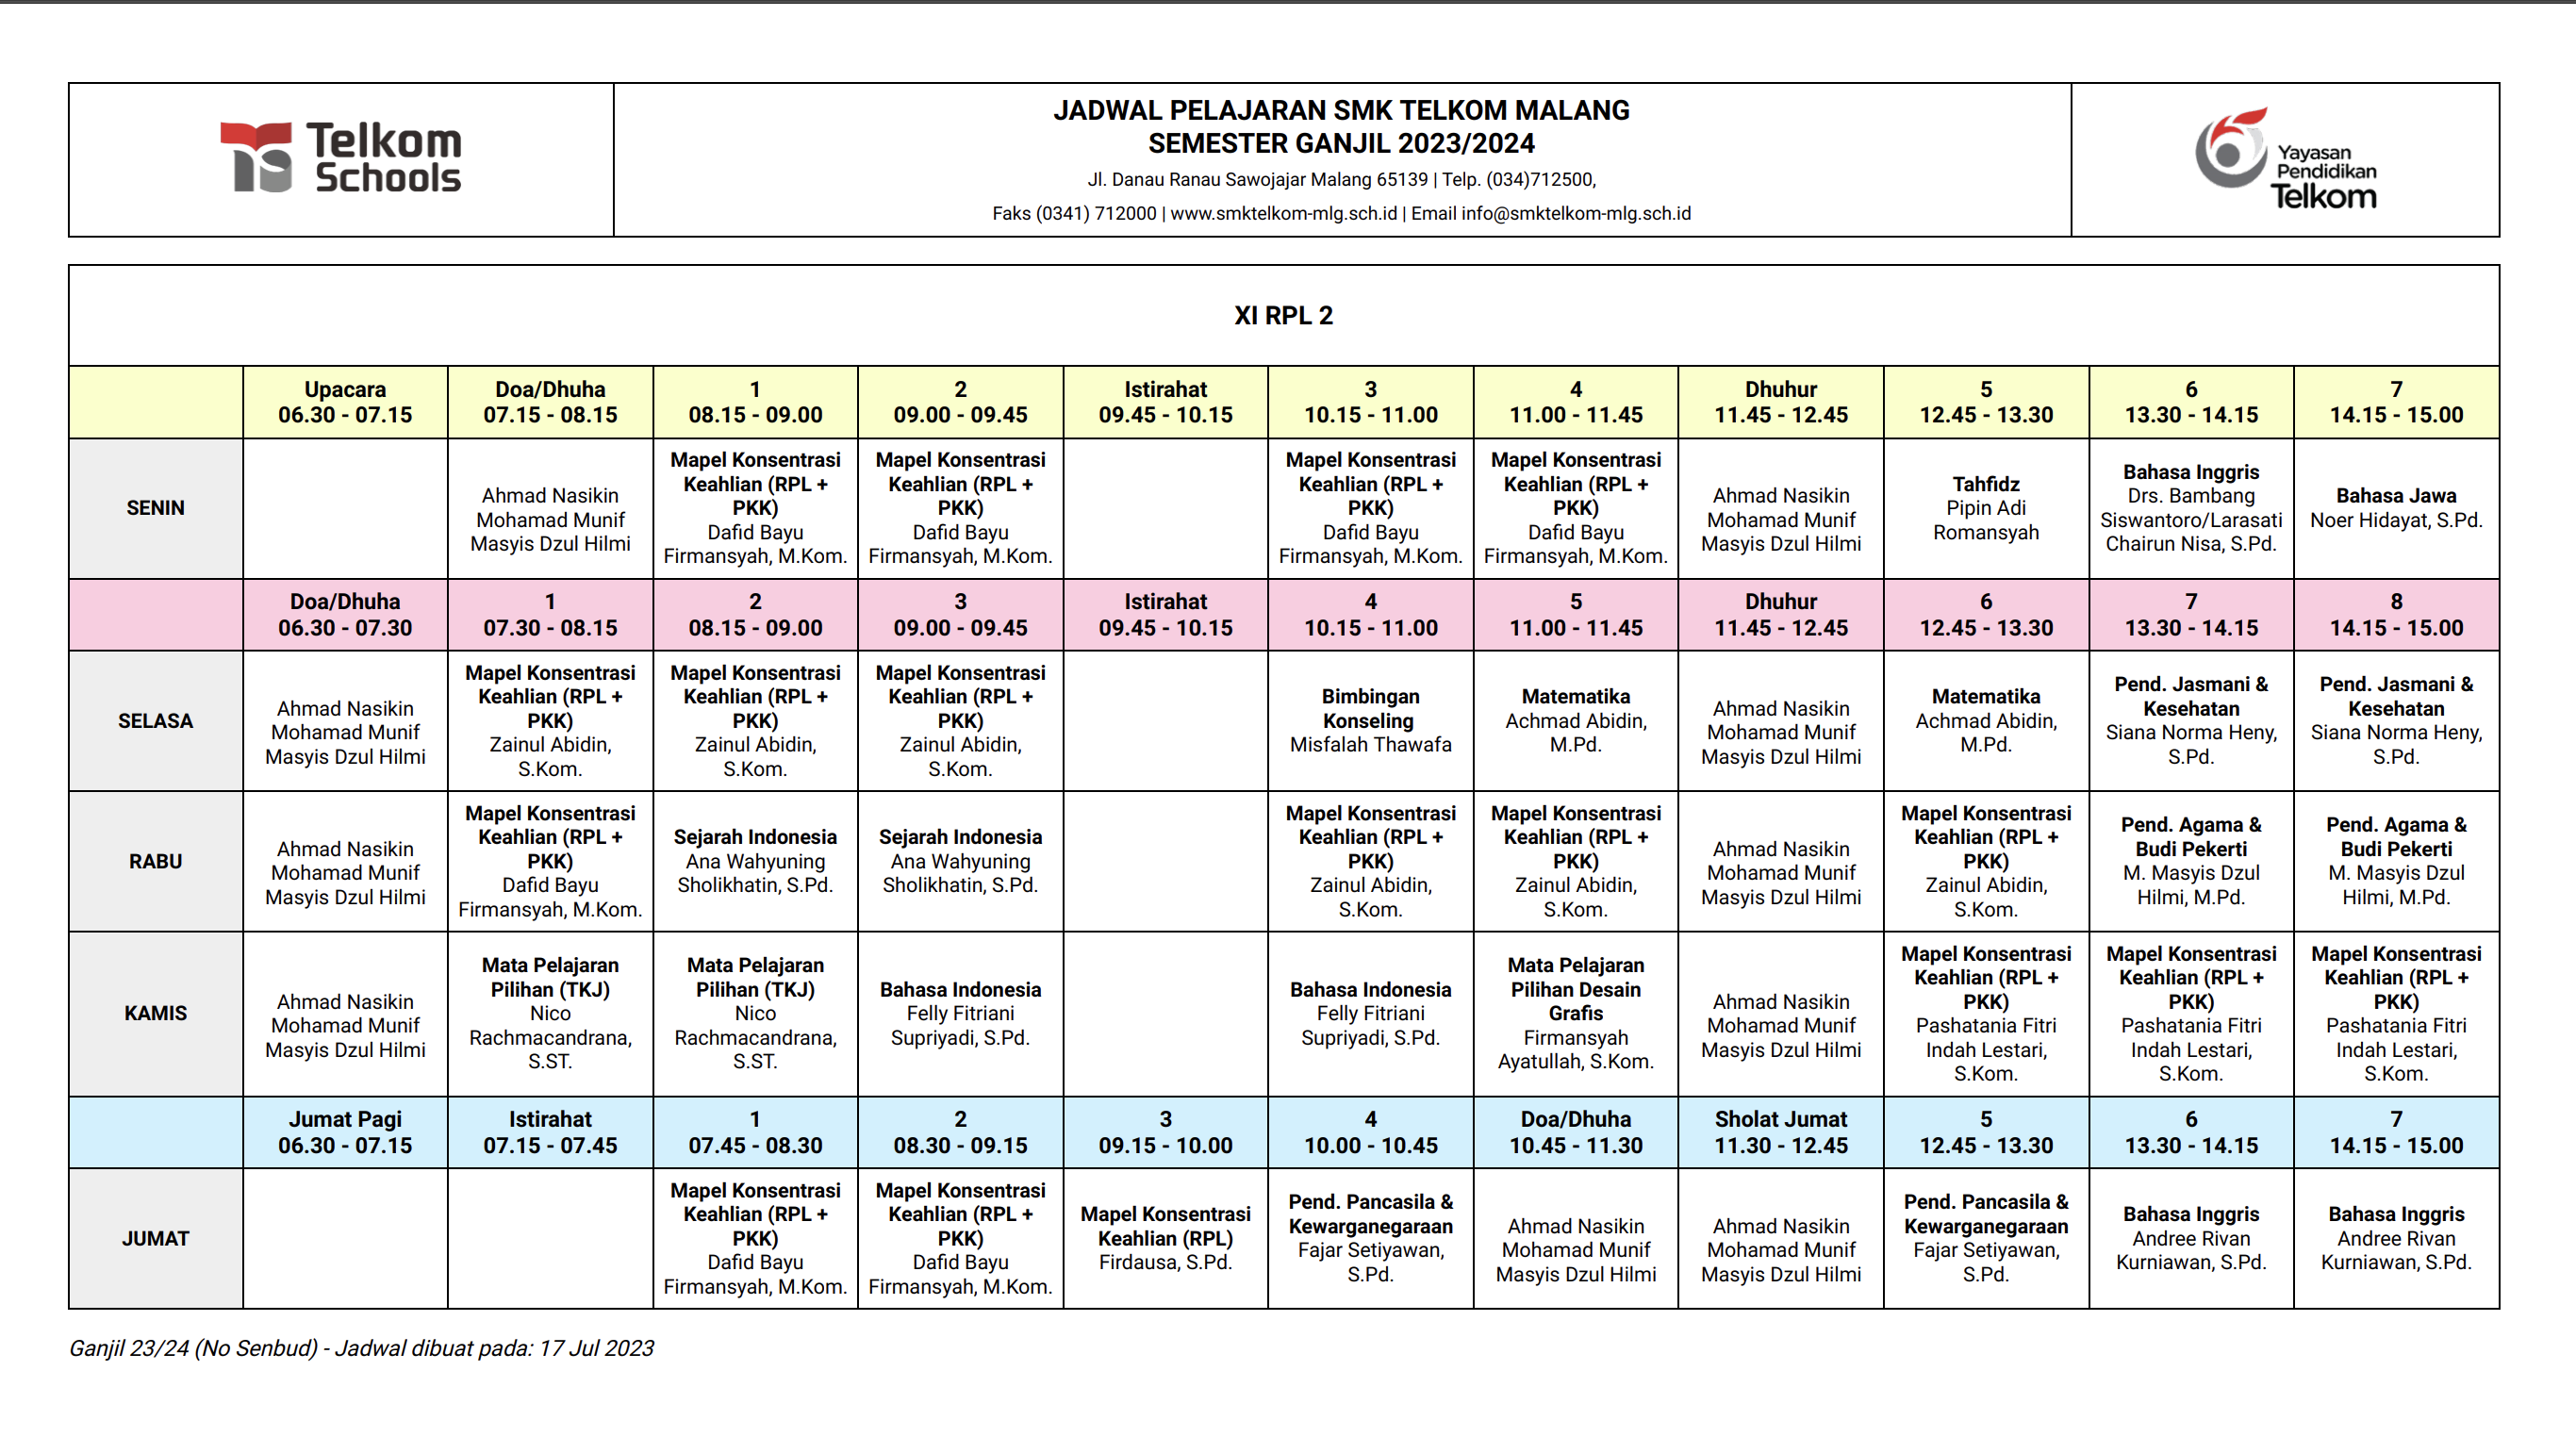 Telkom
Schools
JADWAL PELAJARAN SMK TELKOM MALANG
SEMESTER GANJIL 2023/2024
Jl. Danau Ranau Sawojajar Malang 65139 | Telp. (034)712500,
Faks (0341) 712000 | www.smktelkom-mlg.sch.id | Email info@smktelkom-mlg.sch.id
Yayasan
Pendidikan
Telkom
XI RPL 2
Upacara
06.30 - 07.15
Doa/Dhuha
07.15 - 08.15
1
08.15 - 09.00
2
09.00 - 09.45
Istirahat
09.45 - 10.15
3
10.15 - 11.00
4
11.00 - 11.45
Dhuhur
11.45 - 12.45
5
12.45 - 13.30
6
13.30 - 14.15
7
14.15 - 15.00
SENIN
Ahmad Nasikin
Mohamad Munif
Masyis Dzul Hilmi
Mapel Konsentrasi
Keahlian (RPL +
PKK)
Dafid Bayu
Firmansyah, M.Kom.
Mapel Konsentrasi
Keahlian (RPL +
PKK)
Dafid Bayu
Firmansyah, M.Kom.
Mapel Konsentrasi
Keahlian (RPL +
PKK)
Dafid Bayu
Firmansyah, M.Kom.
Mapel Konsentrasi
Keahlian (RPL +
PKK)
Dafid Bayu
Firmansyah, M.Kom.
Ahmad Nasikin
Mohamad Munif
Masyis Dzul Hilmi
Tahfidz
Pipin Adi
Romansyah
Bahasa Inggris
Drs. Bambang
Siswantoro/Larasati
Chairun Nisa, S.Pd.
Bahasa Jawa
Noer Hidayat, S.Pd.
Doa/Dhuha
06.30 - 07.30
1
07.30 - 08.15
2
08.15 - 09.00
3
09.00 - 09.45
Istirahat
09.45 - 10.15
4
10.15 - 11.00
5
11.00 - 11.45
Dhuhur
11.45 - 12.45
6
12.45 - 13.30
7
13.30 - 14.15
8
14.15 - 15.00
SELASA
Ahmad Nasikin
Mohamad Munif
Masyis Dzul Hilmi
Mapel Konsentrasi
Keahlian (RPL +
PKK)
Zainul Abidin,
S.Kom.
Mapel Konsentrasi
Keahlian (RPL +
PKK)
Zainul Abidin,
S.Kom.
Mapel Konsentrasi
Keahlian (RPL +
PKK)
Zainul Abidin,
S.Kom.
Bimbingan
Konseling
Misfalah Thawafa
Matematika
Achmad Abidin,
M.Pd.
Ahmad Nasikin
Mohamad Munif
Masyis Dzul Hilmi
Matematika
Achmad Abidin,
M.Pd.
Pend. Jasmani &
Kesehatan
Siana Norma Heny,
S.Pd.
Pend. Jasmani &
Kesehatan
Siana Norma Heny,
S.Pd.
RABU
Ahmad Nasikin
Mohamad Munif
Masyis Dzul Hilmi
Mapel Konsentrasi
Keahlian (RPL +
PKK)
Dafid Bayu
Firmansyah, M.Kom.
Sejarah Indonesia
Ana Wahyuning
Sholikhatin, S.Pd.
Sejarah Indonesia
Ana Wahyuning
Sholikhatin, S.Pd.
Mapel Konsentrasi
Keahlian (RPL +
PKK)
Zainul Abidin,
S.Kom.
Mapel Konsentrasi
Keahlian (RPL +
PKK)
Zainul Abidin,
S.Kom.
Ahmad Nasikin
Mohamad Munif
Masyis Dzul Hilmi
Mapel Konsentrasi
Keahlian (RPL +
PKK)
Zainul Abidin,
S.Kom.
Pend. Agama &
Budi Pekerti
M. Masyis Dzul
Hilmi, M.Pd.
Pend. Agama &
Budi Pekerti
M. Masyis Dzul
Hilmi, M.Pd.
KAMIS
Ahmad Nasikin
Mohamad Munif
Masyis Dzul Hilmi
Mata Pelajaran
Pilihan (TKJ)
Nico
Rachmacandrana,
S.ST.
Mata Pelajaran
Pilihan (TKJ)
Nico
Rachmacandrana,
S.ST.
Bahasa Indonesia
Felly Fitriani
Supriyadi, S.Pd.
Bahasa Indonesia
Felly Fitriani
Supriyadi, S.Pd.
Mata Pelajaran
Pilihan Desain
Grafis
Firmansyah
Ayatullah, S.Kom.
Ahmad Nasikin
Mohamad Munif
Masyis Dzul Hilmi
Mapel Konsentrasi
Keahlian (RPL +
PKK)
Pashatania Fitri
Indah Lestari,
S.Kom.
Mapel Konsentrasi
Keahlian (RPL +
PKK)
Pashatania Fitri
Indah Lestari,
S.Kom.
Mapel Konsentrasi
Keahlian (RPL +
PKK)
Pashatania Fitri
Indah Lestari,
S.Kom.
Jumat Pagi
06.30 - 07.15
Istirahat
07.15 - 07.45
1
07.45 - 08.30
2
08.30 - 09.15
3
09.15 - 10.00
4
10.00 - 10.45
Doa/Dhuha
10.45 - 11.30
Sholat Jumat
11.30 - 12.45
5
12.45 - 13.30
6
13.30 - 14.15
7
14.15 - 15.00
JUMAT
Mapel Konsentrasi
Keahlian (RPL +
PKK)
Dafid Bayu
Firmansyah, M.Kom.
Mapel Konsentrasi
Keahlian (RPL +
PKK)
Dafid Bayu
Firmansyah, M.Kom.
Mapel Konsentrasi
Keahlian (RPL)
Firdausa, S.Pd.
Pend. Pancasila &
Kewarganegaraan
Fajar Setiyawan,
S.Pd.
Ahmad Nasikin
Mohamad Munif
Masyis Dzul Hilmi
Ahmad Nasikin
Mohamad Munif
Masyis Dzul Hilmi
Pend. Pancasila &
Kewarganegaraan
Fajar Setiyawan,
S.Pd.
Bahasa Inggris
Andree Rivan
Kurniawan, S.Pd.
Bahasa Inggris
Andree Rivan
Kurniawan, S.Pd.
Ganjil 23/24 (No Senbud) - Jadwal dibuat pada: 17 Jul 2023